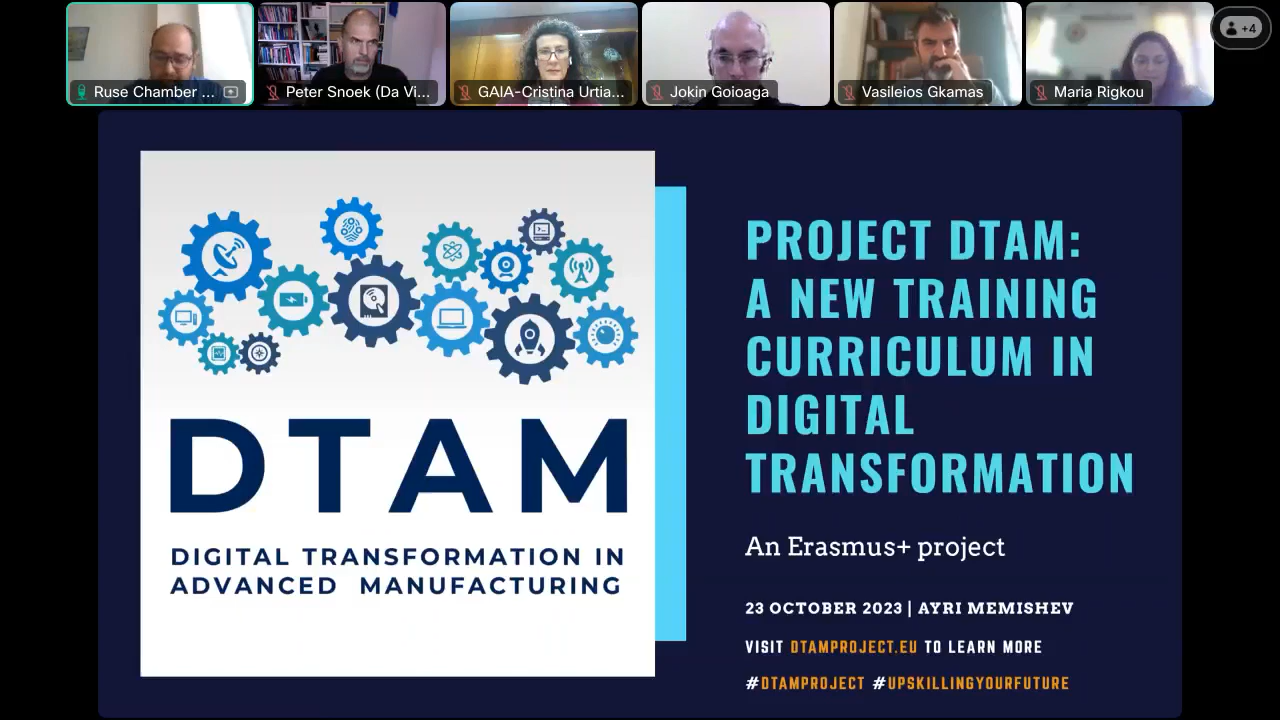 Ruse Chamber ...
Peter Snoek (Da Vi...
GAIA-Cristina Urtia...
Jokin Goioaga
Vasileios Gkamas
Maria Rigkou
+4
DTAM
DIGITAL TRANSFORMATION IN
ADVANCED MANUFACTURING
PROJECT DTAM:
A NEW TRAINING
CURRICULUM IN
DIGITAL
TRANSFORMATION
An Erasmus+ project
23 OCTOBER 2023 | AYRI MEMISHEV
VISIT DTAMPROJECT.EU TO LEARN MORE
#DTAMPROJECT #UPSKILLINGYOURFUTURE